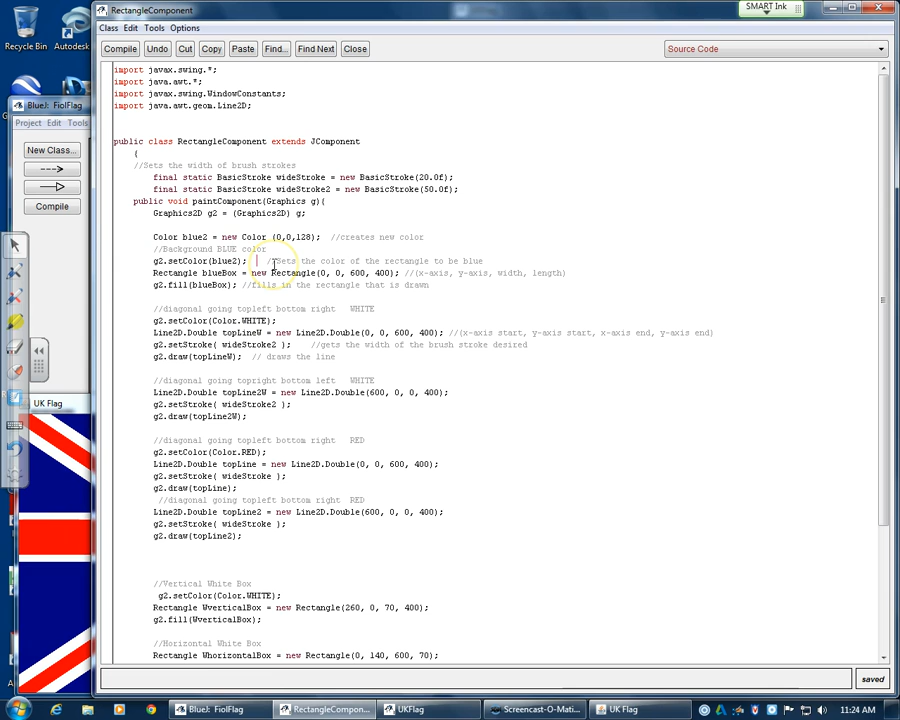 RectangleComponent
SMART Ink
Class Edit Tools Options
Compile Undo Cut Copy Paste Find... Find Next Close
Source Code
Recycle Bin
Autodesk
BlueJ: FiolFlag
Project Edit Tools
New Class...
Compile
UK Flag
import javax.swing.*;
import java.awt.*;
import javax.swing.WindowConstants;
import java.awt.geom.Line2D;
public class RectangleComponent extends JComponent
{
//Sets the width of brush strokes
final static BasicStroke wideStroke = new BasicStroke(20.0f);
final static BasicStroke wideStroke2 = new BasicStroke(50.0f);
public void paintComponent(Graphics g){
Graphics2D g2 = (Graphics2D) g;
Color blue2 = new Color (0,0,128); //creates new color
//Background BLUE color
g2.setColor(blue2); //Sets the color of the rectangle to be blue
Rectangle blueBox = new Rectangle(0, 0, 600, 400); //(x-axis, y-axis, width, length)
g2.fill(blueBox); //fills in the rectangle that is drawn
//diagonal going topleft bottom right WHITE
g2.setColor(Color.WHITE);
Line2D.Double topLineW = new Line2D.Double(0, 0, 600, 400); //(x-axis start, y-axis start, x-axis end, y-axis end)
g2.setStroke( wideStroke2 ); //gets the width of the brush stroke desired
g2.draw(topLineW); // draws the line
//diagonal going topright bottom left WHITE
Line2D.Double topLine2W = new Line2D.Double(600, 0, 0, 400);
g2.setStroke( wideStroke2 );
g2.draw(topLine2W);
//diagonal going topleft bottom right RED
g2.setColor(Color.RED);
Line2D.Double topLine = new Line2D.Double(0, 0, 600, 400);
g2.setStroke( wideStroke );
g2.draw(topLine);
//diagonal going topleft bottom right RED
Line2D.Double topLine2 = new Line2D.Double(600, 0, 0, 400);
g2.setStroke( wideStroke );
g2.draw(topLine2);
//Vertical White Box
g2.setColor(Color.WHITE);
Rectangle WverticalBox = new Rectangle(260, 0, 70, 400);
g2.fill(WverticalBox);
//Horizontal White Box
Rectangle WhorizontalBox = new Rectangle(0, 140, 600, 70);
saved
BlueJ: FiolFlag
RectangleCompon...
UKFlag
Screencast-O-Mati...
UK Flag
11:24 AM